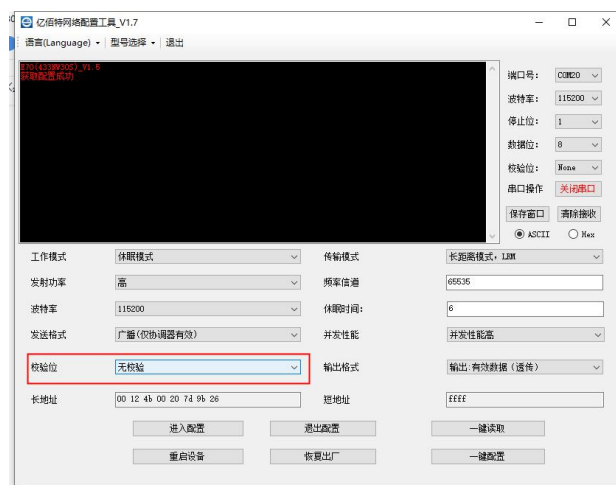 亿佰特网络配置工具_V1.7
语言(Language) 型号选择 退出
E70(433NW30S)_V1.5
获取配置成功
端口号: COM20
波特率: 115200
停止位: 1
数据位: 8
校验位: None
串口操作 关闭串口
保存窗口 清除接收
ASCII Hex
工作模式 休眠模式 传输模式 长距离模式, LRM
发射功率 高 频率信道 65535
波特率 115200 休眠时间: 6
发送格式 广播(仅协调器有效) 并发性能 并发性能高
校验位 无校验 输出格式 输出:有效数据(透传)
长地址 00 12 4b 00 20 7d 9b 26 短地址 ffff
进入配置 退出配置 一键读取
重启设备 恢复出厂 一键配置